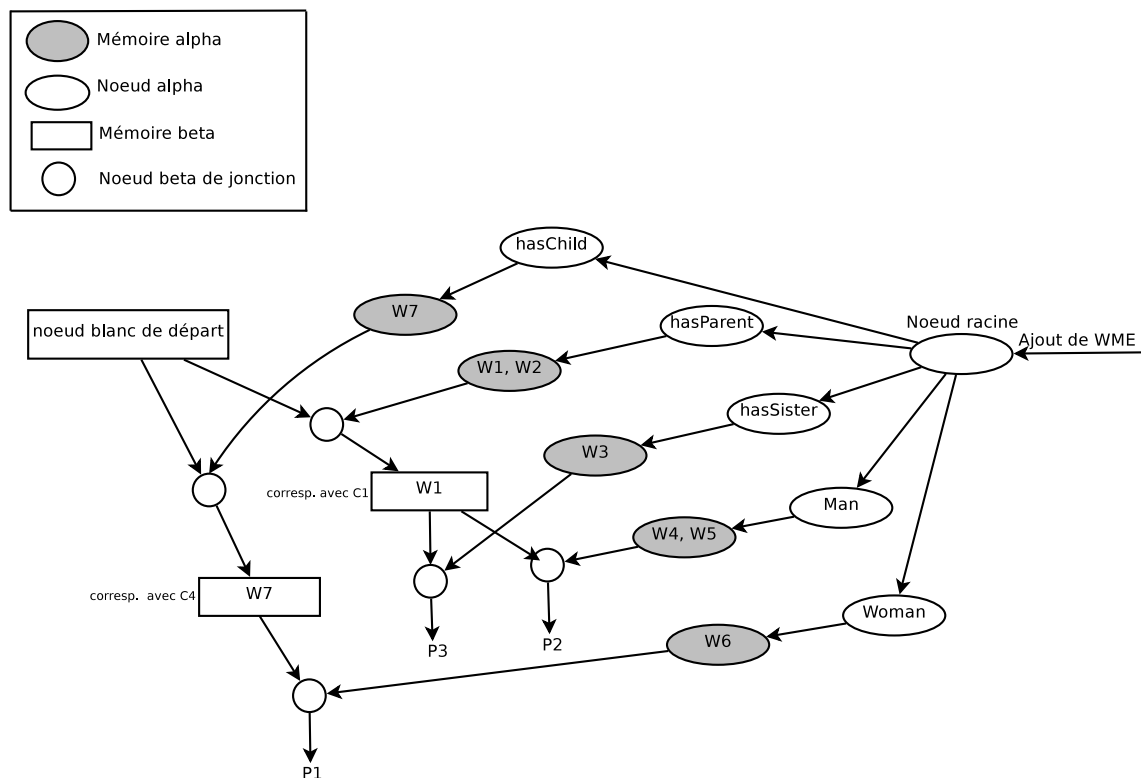 Mémoire alpha
Noeud alpha
Mémoire beta
Noeud beta de jonction
hasChild
W7
hasParent
Noeud racine
Ajout de WME
noeud blanc de départ
W1, W2
hasSister
W3
corresp. avec C1
W1
Man
W4, W5
corresp. avec C4
W7
Woman
W6
P3
P2
P1